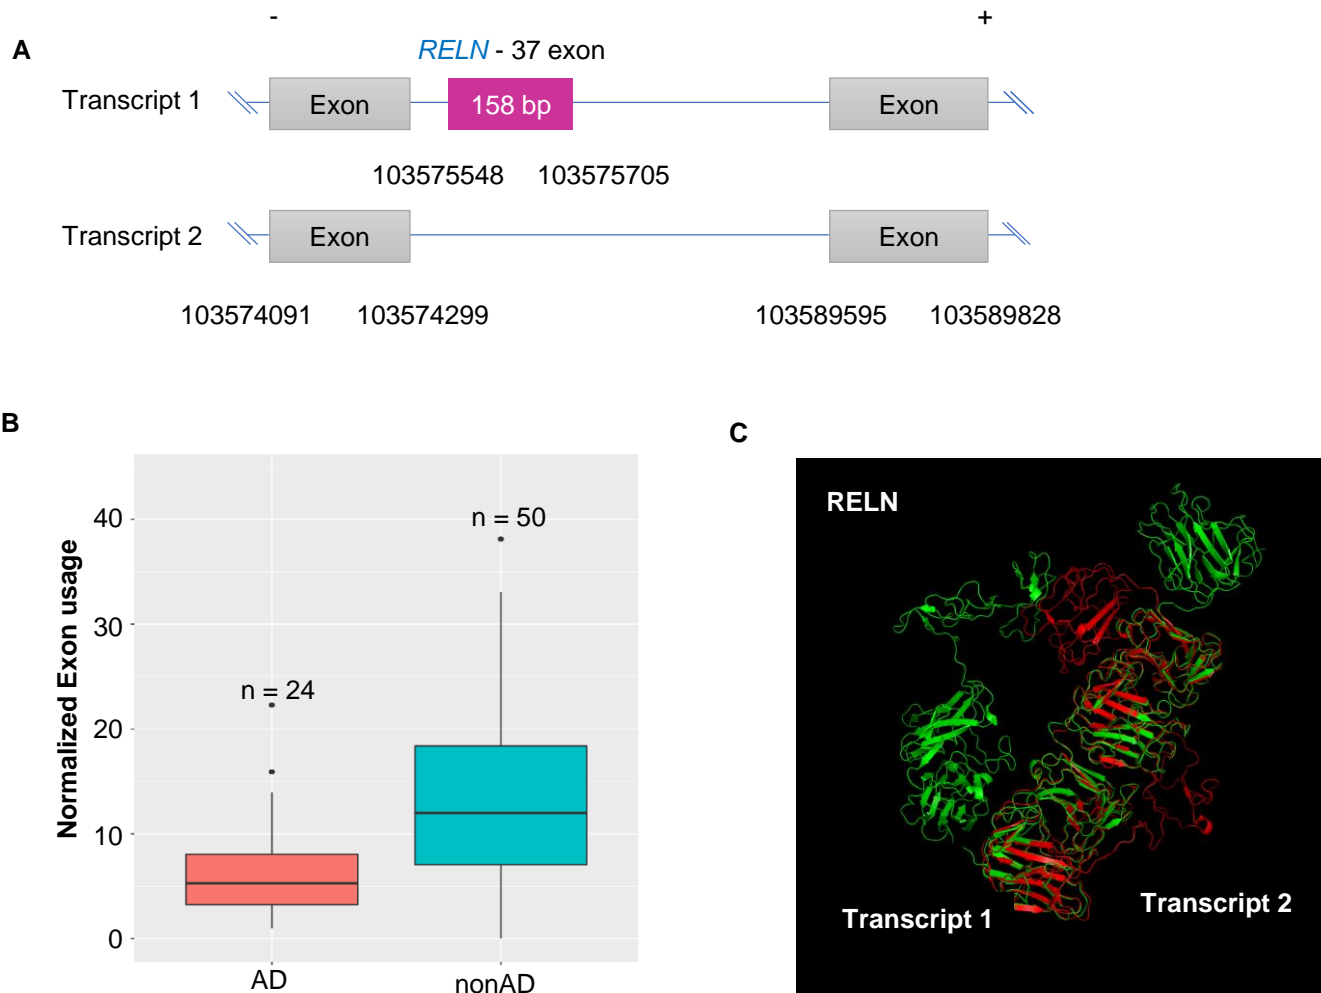 - +
A
RELN - 37 exon
Transcript 1 Exon 158 bp Exon
103575548 103575705
Transcript 2 Exon Exon
103574091 103574299 103589595 103589828
B
C
Normalized Exon usage
40
30
20
10
0
n = 24
n = 50
AD nonAD
RELN
Transcript 1
Transcript 2